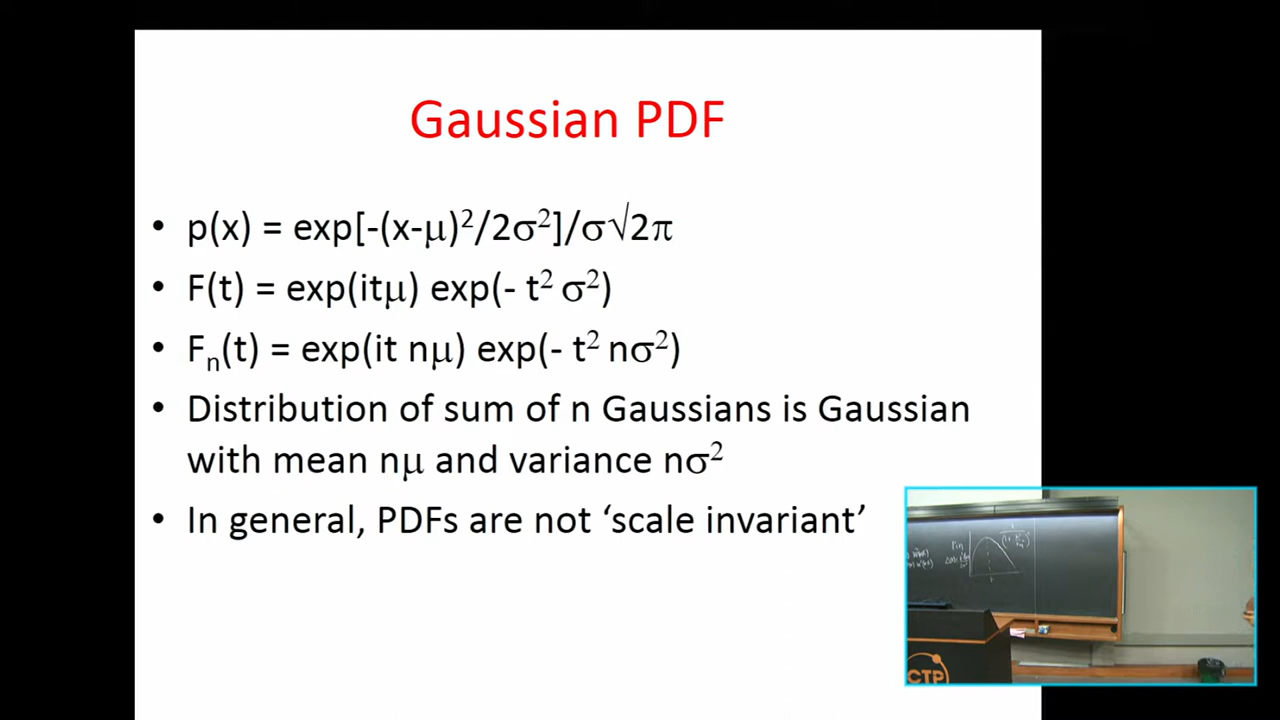 Gaussian PDF
• p(x) = exp[-(x-μ)²/2σ²]/σ√2π
• F(t) = exp(itμ) exp(- t² σ²)
• Fₙ(t) = exp(it nμ) exp(- t² nσ²)
• Distribution of sum of n Gaussians is Gaussian
with mean nμ and variance nσ²
• In general, PDFs are not ‘scale invariant’
CTP